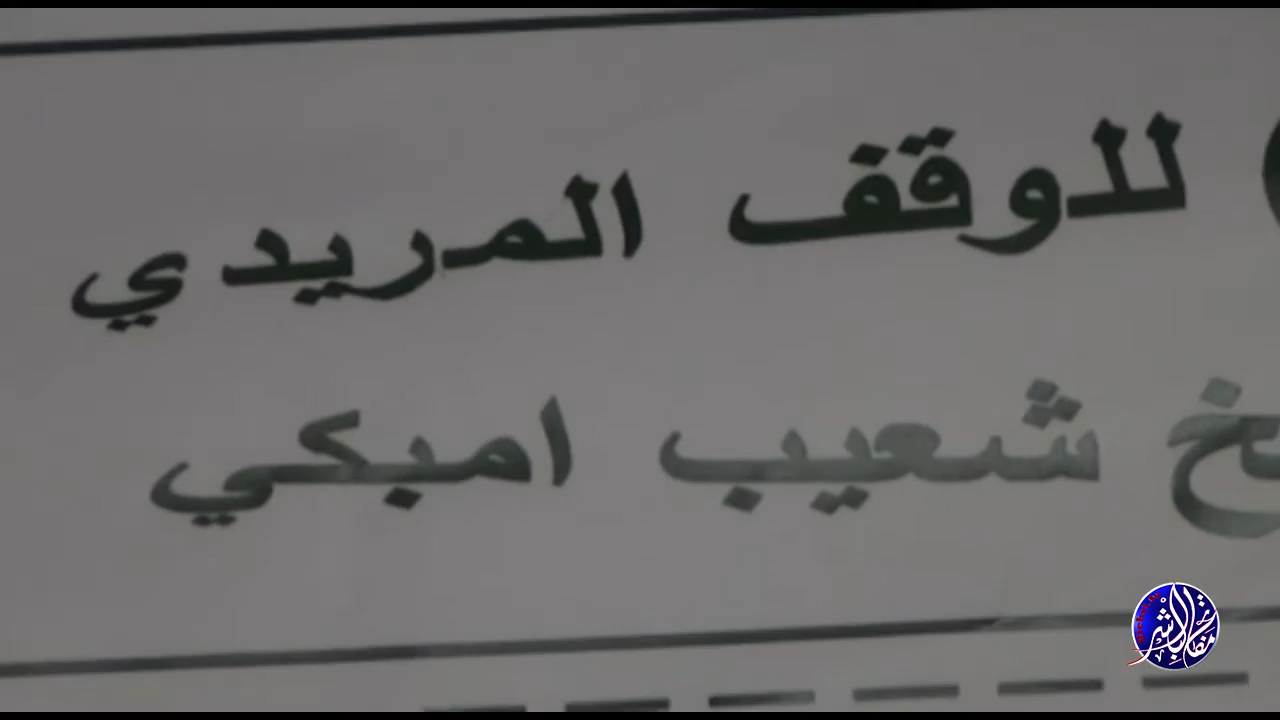 للوقف المريدي
شعيب امبكي